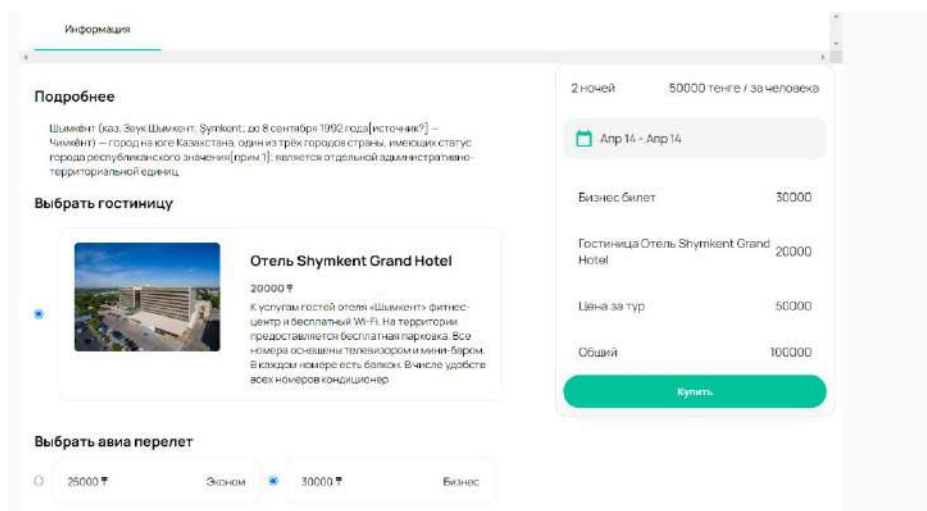 Информация
Подробнее
Шымке́нт (каз. Звук Шымкент, Şymkent; до 8 сентября 1992 года[источник?] —
Чимке́нт) — город на юге Казахстана, один из трёх городов страны, имеющих статус
города республиканского значения[прим 1]; является отдельной административно-
территориальной единиц
Выбрать гостиницу
Отель Shymkent Grand Hotel
20000 ₸
К услугам гостей отеля «Шымкент» фитнес-
центр и бесплатный Wi-Fi. На территории
предоставляется бесплатная парковка. Все
номера оснащены телевизором и мини-баром.
В каждом номере есть балкон. В числе удобств
всех номеров кондиционер
Выбрать авиа перелет
25000 ₸ Эконом
30000 ₸ Бизнес
2 ночей 50000 тенге / за человека
Апр 14 - Апр 14
Бизнес билет 30000
Гостиница Отель Shymkent Grand
Hotel 20000
Цена за тур 50000
Общий 100000
Купить